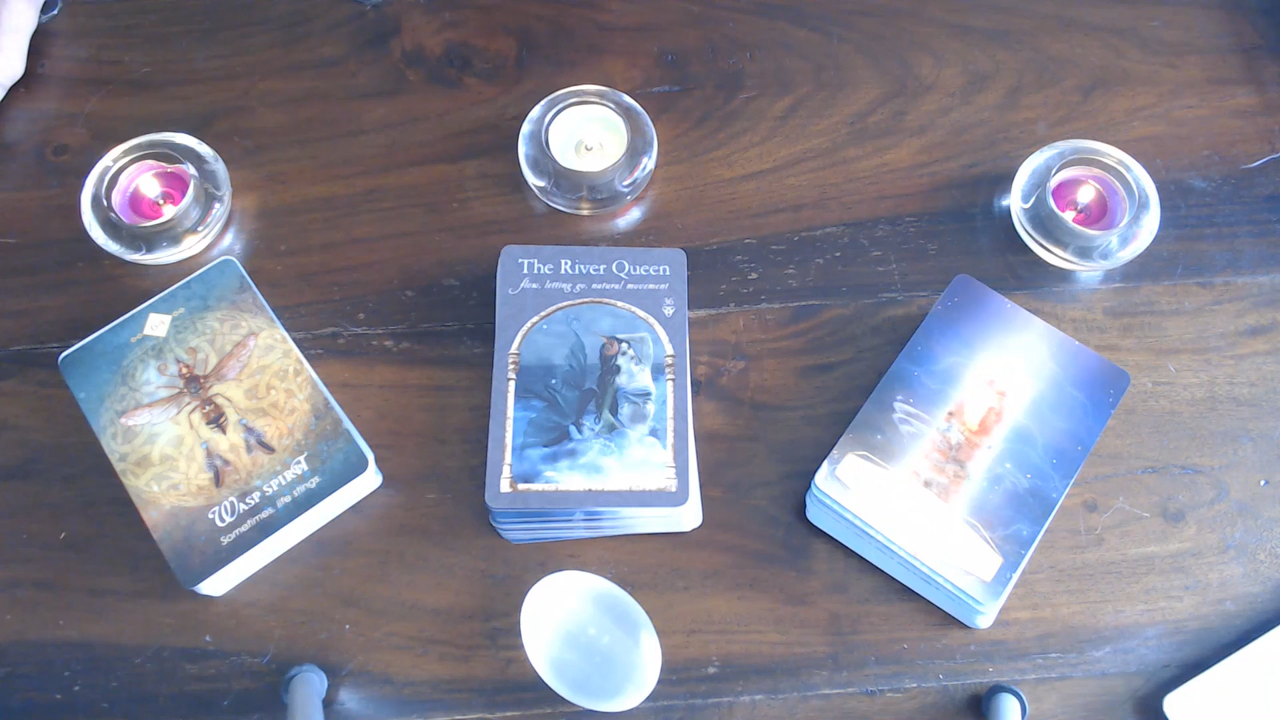 Wasp Spirit
Sometimes, life stings.
The River Queen
flow, letting go, natural movement
36